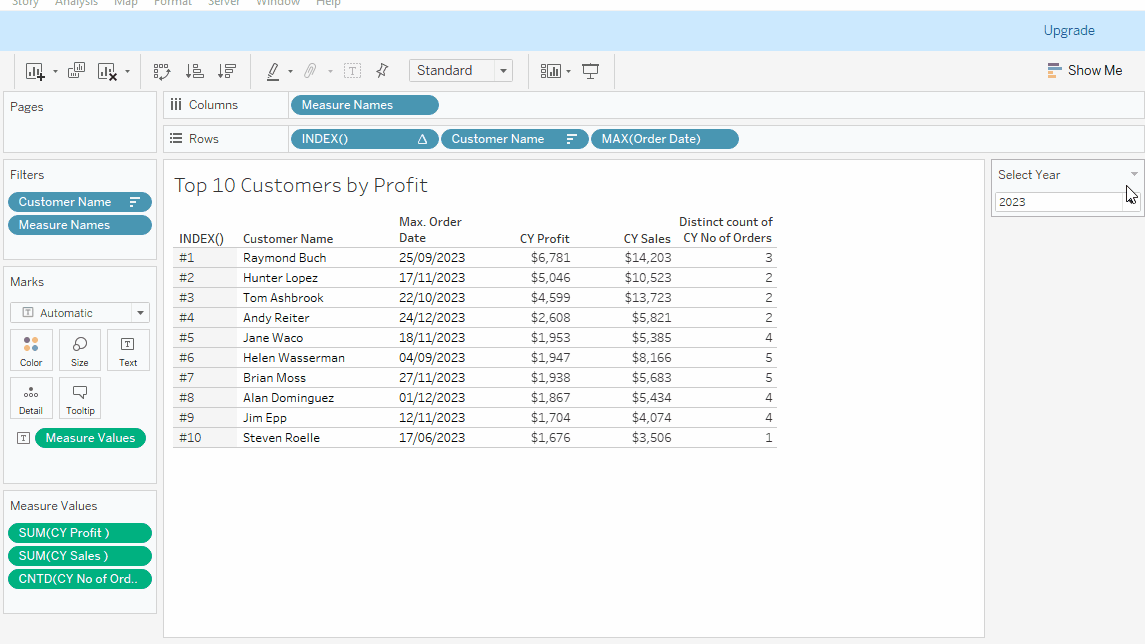 Story Analysis Map Format Server Window Help
Upgrade
Standard
Show Me
Pages
Columns
Measure Names
Rows
INDEX() Customer Name MAX(Order Date)
Filters
Customer Name
Measure Names
Marks
Automatic
Color Size Text
Detail Tooltip
Measure Values
Measure Values
SUM(CY Profit )
SUM(CY Sales )
CNTD(CY No of Ord..
Top 10 Customers by Profit
INDEX() Customer Name Max. Order Date CY Profit CY Sales Distinct count of CY No of Orders
#1 Raymond Buch 25/09/2023 $6,781 $14,203 3
#2 Hunter Lopez 17/11/2023 $5,046 $10,523 2
#3 Tom Ashbrook 22/10/2023 $4,599 $13,723 2
#4 Andy Reiter 24/12/2023 $2,608 $5,821 2
#5 Jane Waco 18/11/2023 $1,953 $5,385 4
#6 Helen Wasserman 04/09/2023 $1,947 $8,166 5
#7 Brian Moss 27/11/2023 $1,938 $5,683 5
#8 Alan Dominguez 01/12/2023 $1,867 $5,434 4
#9 Jim Epp 12/11/2023 $1,704 $4,074 4
#10 Steven Roelle 17/06/2023 $1,676 $3,506 1
Select Year
2023